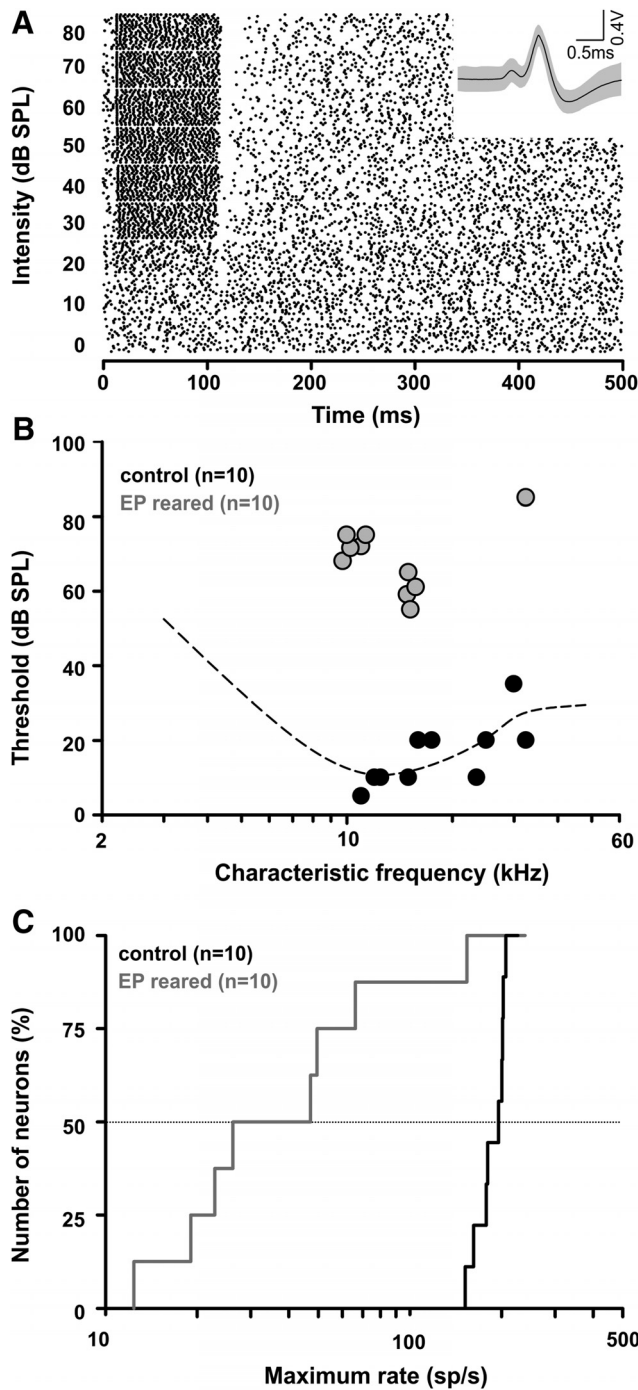 A
Intensity (dB SPL)
80
70
60
50
40
30
20
10
0
0.5ms
0.4V
0 100 200 300 400 500
Time (ms)
B
Threshold (dB SPL)
100
80
60
40
20
0
control (n=10)
EP reared (n=10)
2 10 60
Characteristic frequency (kHz)
C
Number of neurons (%)
100
75
50
25
0
control (n=10)
EP reared (n=10)
10 100 500
Maximum rate (sp/s)